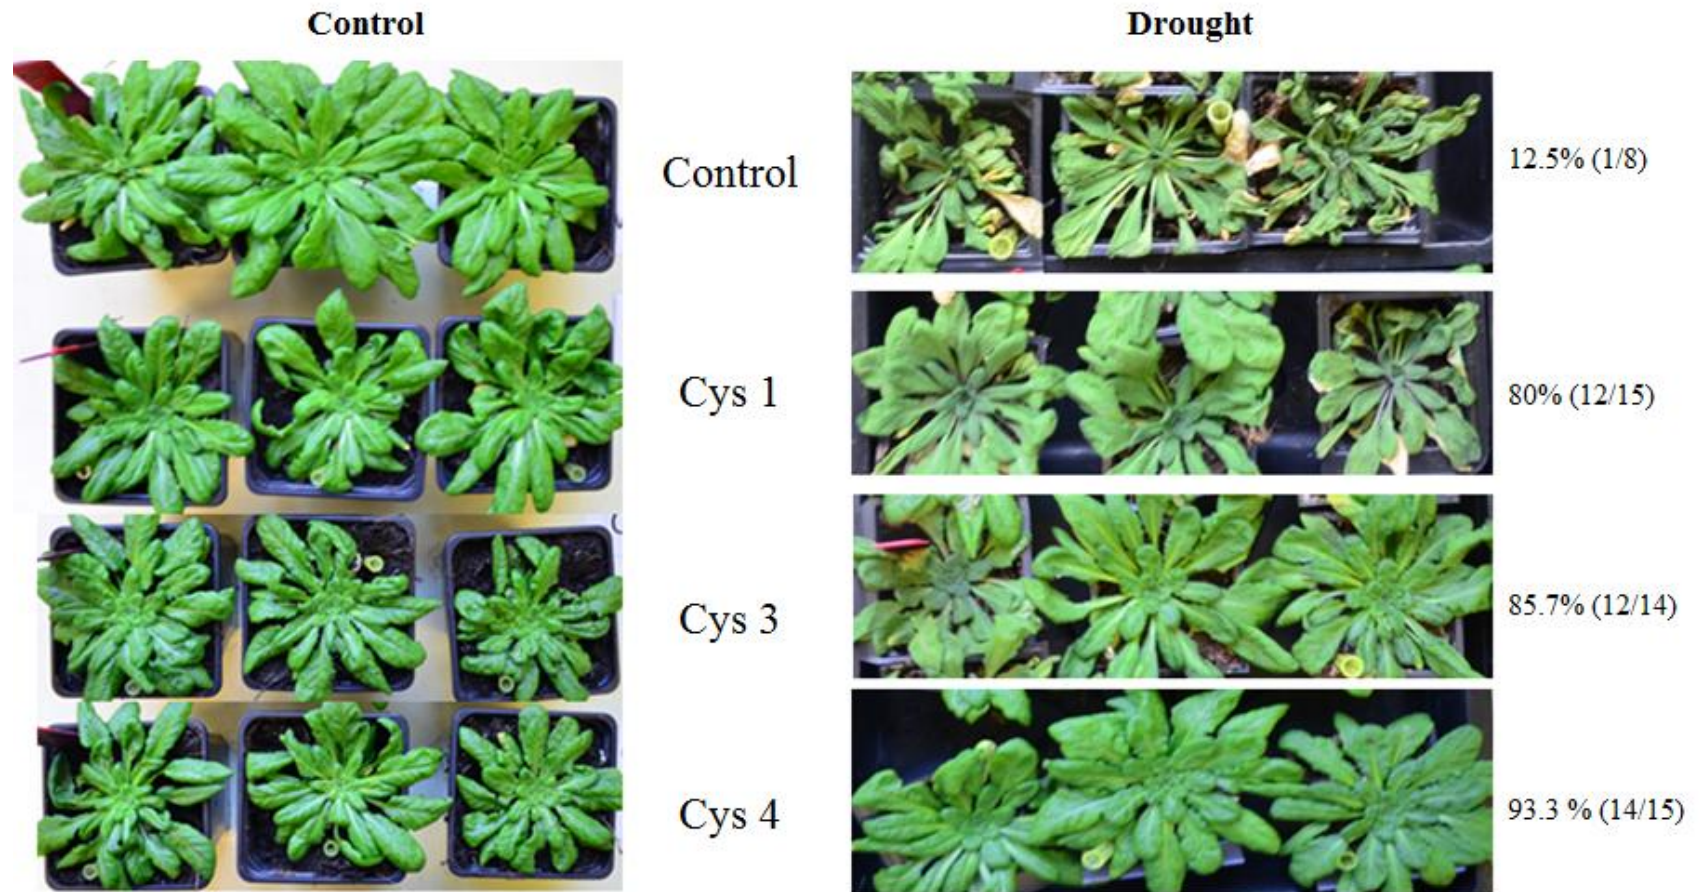 Control
Drought
Control
12.5% (1/8)
Cys 1
80% (12/15)
Cys 3
85.7% (12/14)
Cys 4
93.3 % (14/15)